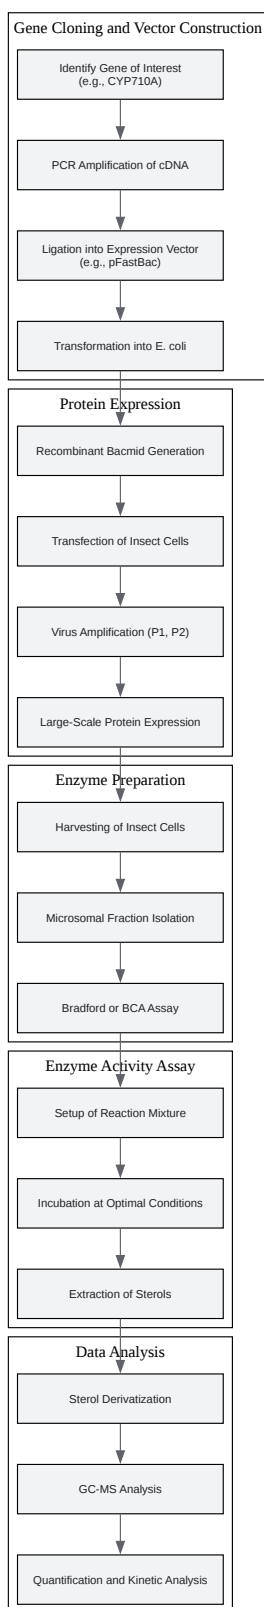 Gene Cloning and Vector Construction
Identify Gene of Interest
(e.g., CYP710A)
PCR Amplification of cDNA
Ligation into Expression Vector
(e.g., pFastBac)
Transformation into E. coli
Protein Expression
Recombinant Bacmid Generation
Transfection of Insect Cells
Virus Amplification (P1, P2)
Large-Scale Protein Expression
Enzyme Preparation
Harvesting of Insect Cells
Microsomal Fraction Isolation
Bradford or BCA Assay
Enzyme Activity Assay
Setup of Reaction Mixture
Incubation at Optimal Conditions
Extraction of Sterols
Data Analysis
Sterol Derivatization
GC-MS Analysis
Quantification and Kinetic Analysis